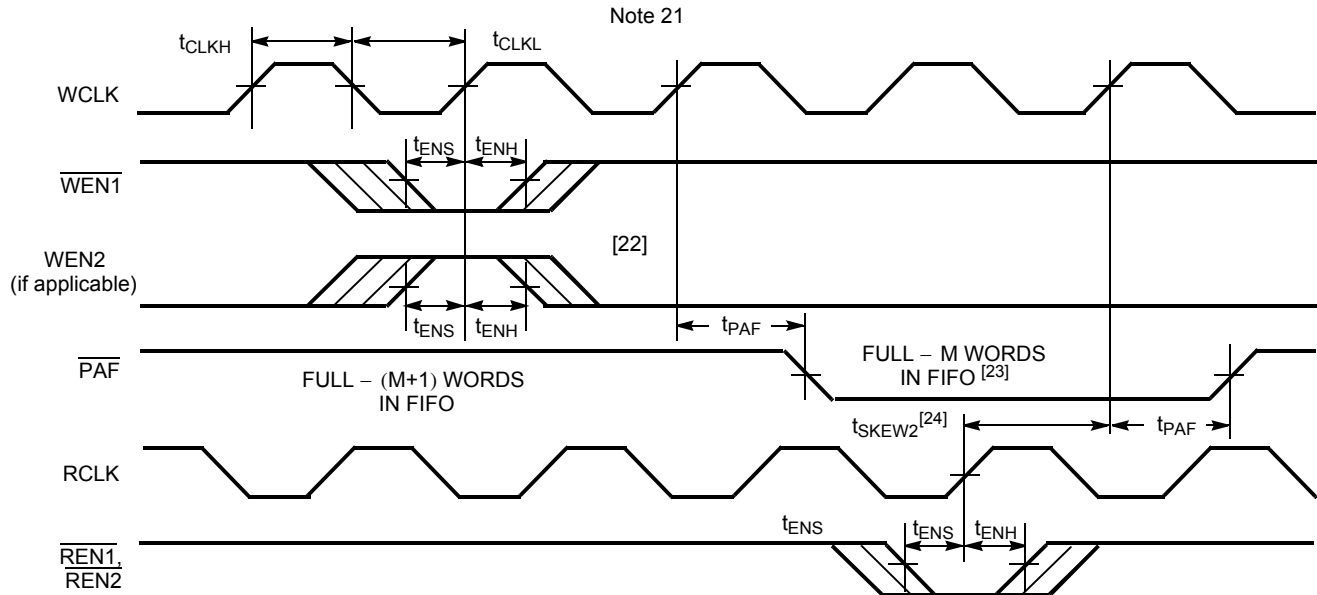 Note 21
tCLKH
tCLKL
WCLK
tENS
tENH
WEN1
[22]
WEN2
(if applicable)
tENS
tENH
tPAF
PAF
FULL − (M+1) WORDS
IN FIFO
FULL − M WORDS
IN FIFO [23]
tSKEW2[24]
tPAF
RCLK
tENS
tENS
tENH
REN1,
REN2